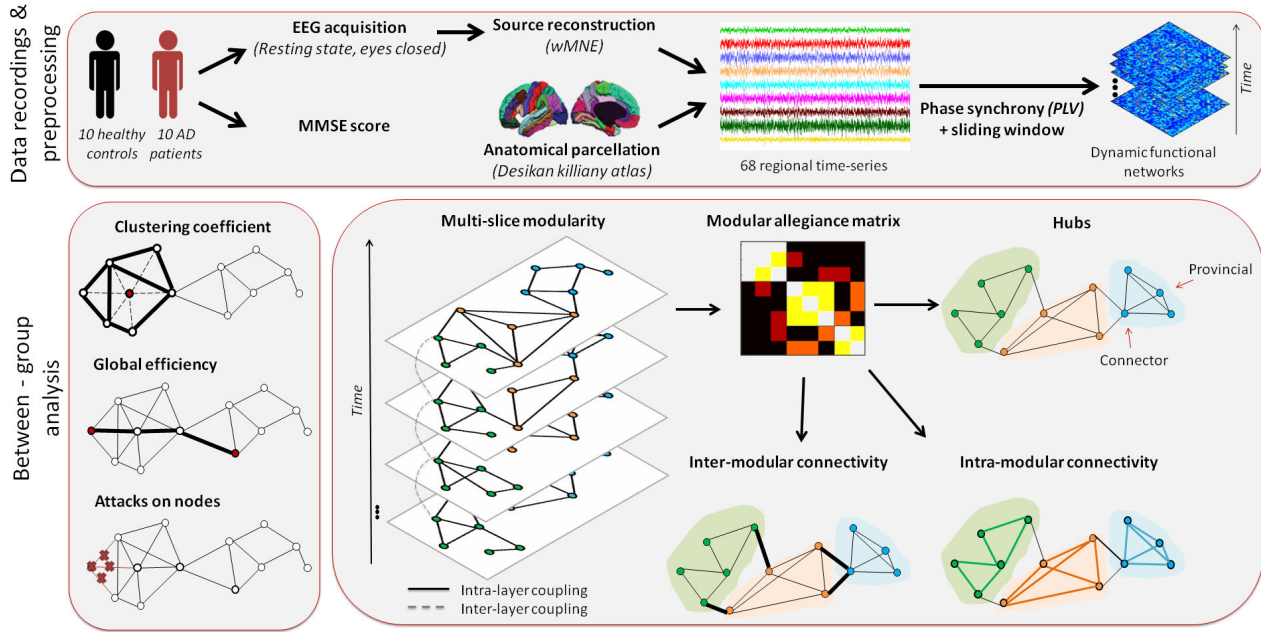 Data recordings &
preprocessing
10 healthy
controls
10 AD
patients
EEG acquisition
(Resting state, eyes closed)
MMSE score
Source reconstruction
(wMNE)
Anatomical parcellation
(Desikan killiany atlas)
68 regional time-series
Phase synchrony (PLV)
+ sliding window
Time
Dynamic functional
networks
Between - group
analysis
Clustering coefficient
Global efficiency
Attacks on nodes
Multi-slice modularity
Time
Intra-layer coupling
Inter-layer coupling
Modular allegiance matrix
Hubs
Provincial
Connector
Inter-modular connectivity
Intra-modular connectivity